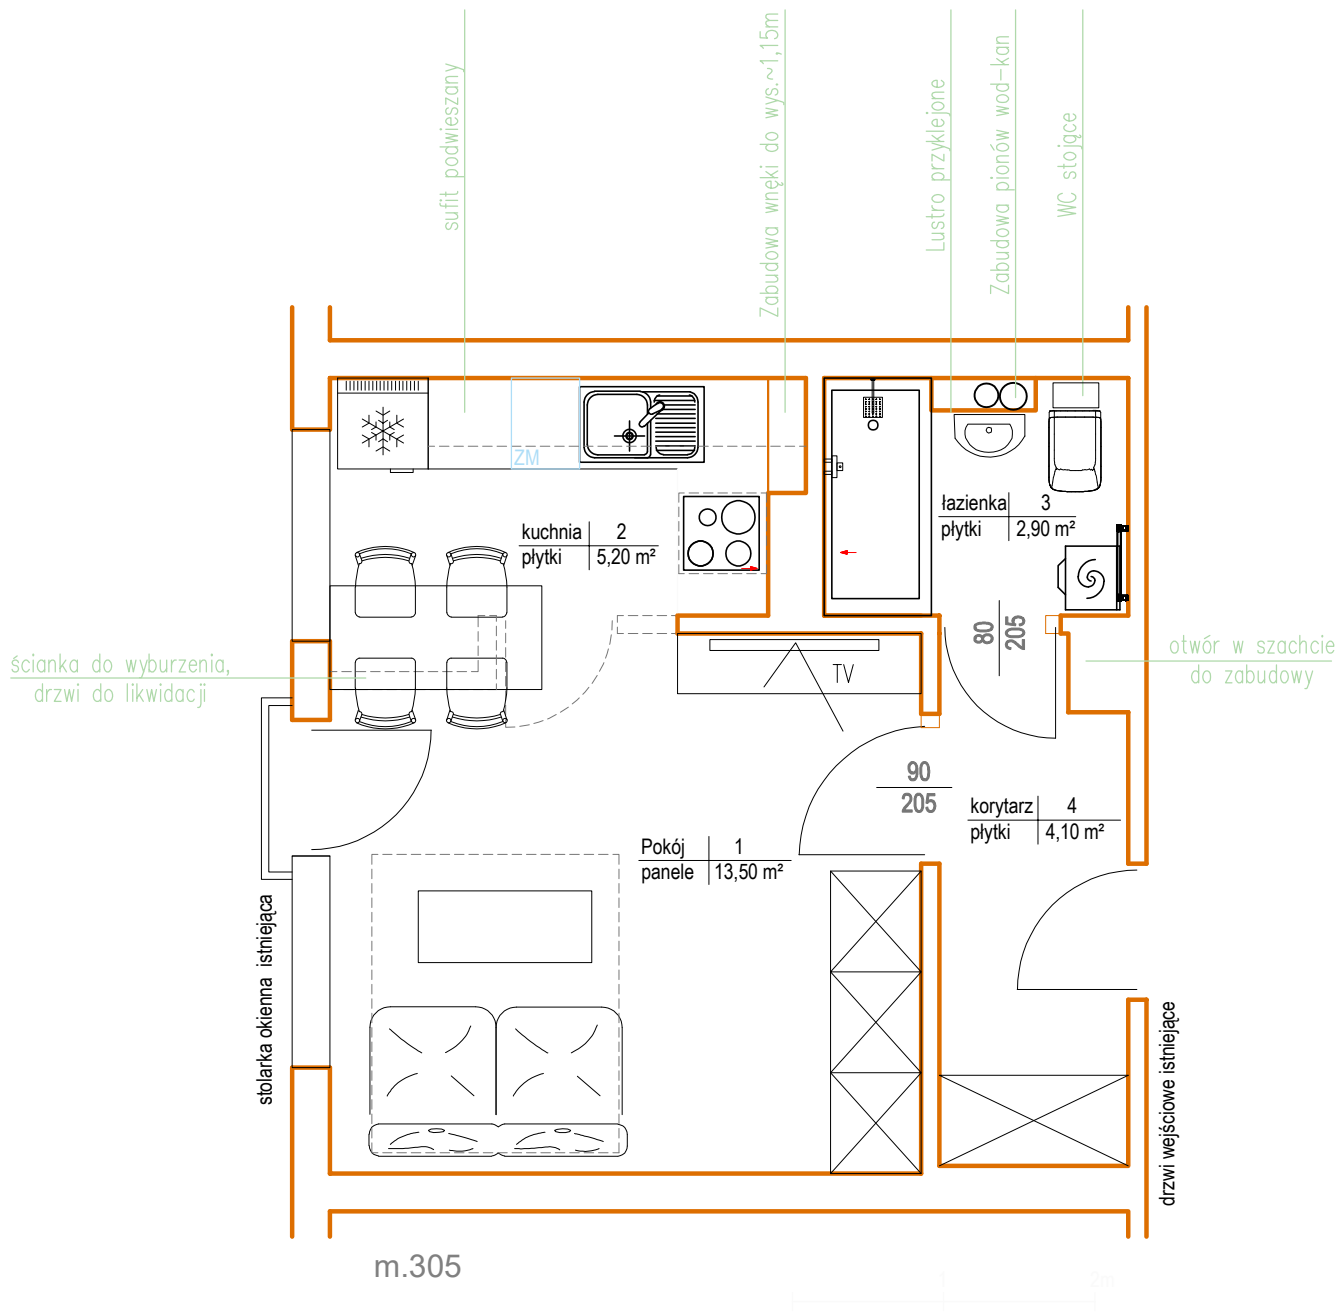 sufit podwieszany
Zabudowa wnęki do wys.~1,15m
Lustro przyklejone
Zabudowa pionów wod-kan
WC stojące
ZM
kuchnia 2
płytki 5,20 m²
łazienka 3
płytki 2,90 m²
80
205
ścianka do wyburzenia,
drzwi do likwidacji
TV
otwór w szachcie
do zabudowy
90
205
korytarz 4
płytki 4,10 m²
Pokój 1
panele 13,50 m²
stolarka okienna istniejąca
drzwi wejściowe istniejące
m.305
2m